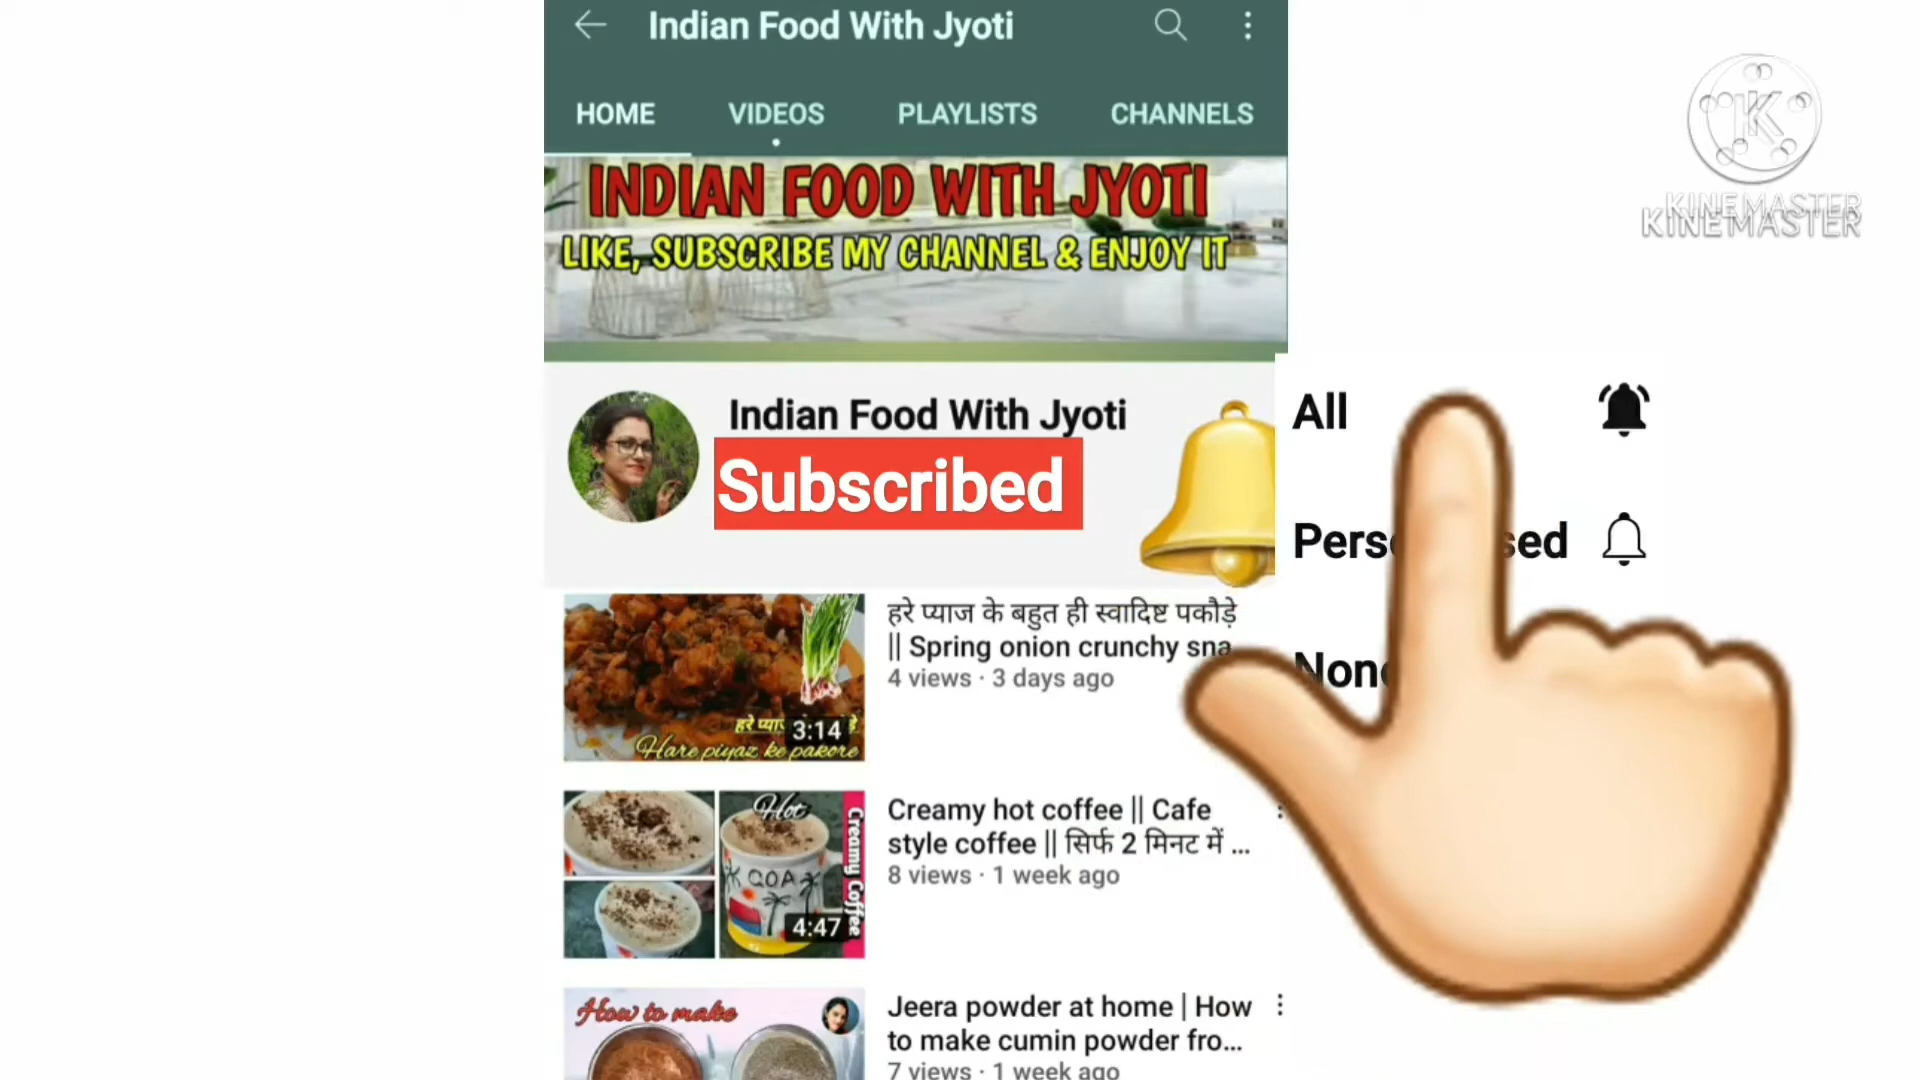 Indian Food With Jyoti
HOME VIDEOS PLAYLISTS CHANNELS
KINEMASTER
KINEMASTER
INDIAN FOOD WITH JYOTI
LIKE, SUBSCRIBE MY CHANNEL & ENJOY IT
Indian Food With Jyoti
Subscribed
All
हरे प्याज के बहुत ही स्वादिष्ट पकौड़े
|| Spring onion crunchy sna
4 views · 3 days ago
3:14
Hare piyaz ke pakore
Creamy hot coffee || Cafe
style coffee || सिर्फ 2 मिनट में ...
8 views · 1 week ago
Hot
Creamy Coffee
GOA
4:47
Jeera powder at home | How
to make cumin powder fro...
7 views · 1 week ago
How to make